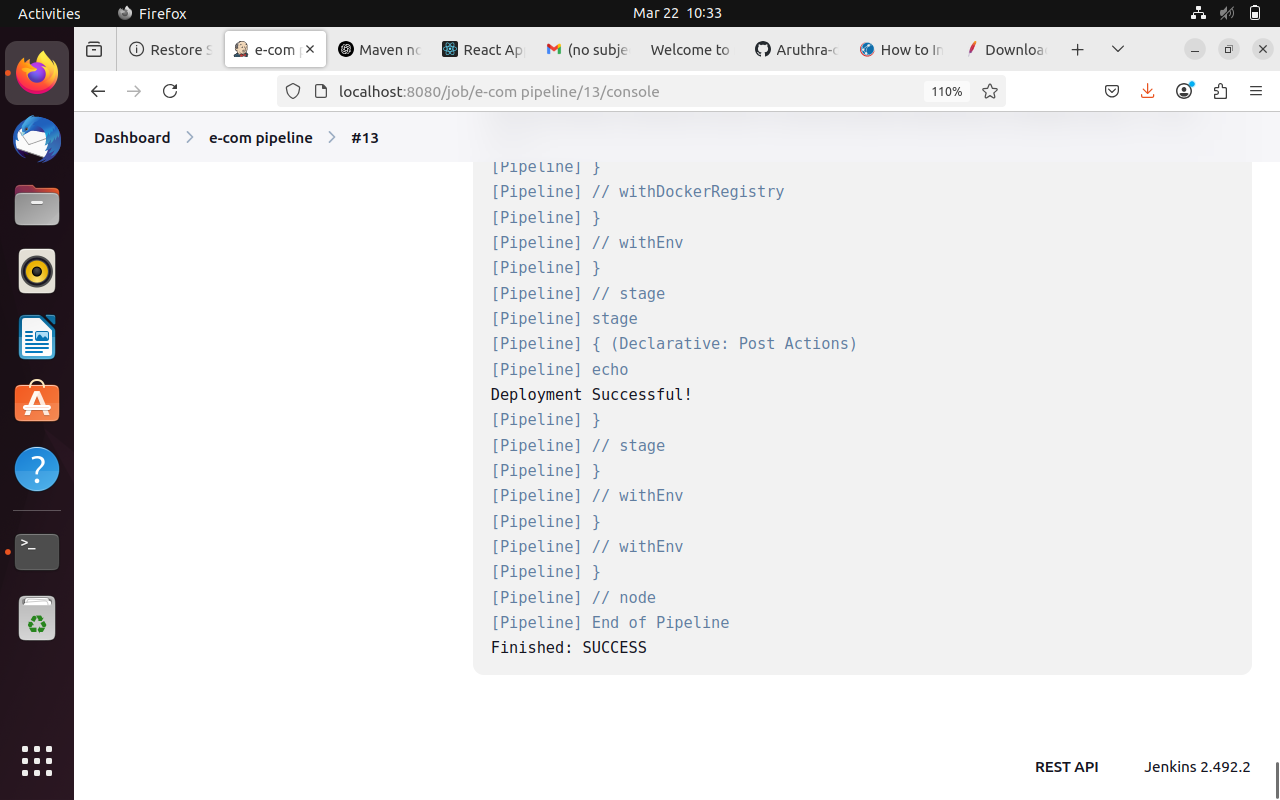 Activities
Firefox
Mar 22 10:33
Restore S
e-com p
Maven no
React App
(no subje
Welcome to
Aruthra-
How to In
Downloa
localhost:8080/job/e-com pipeline/13/console
110%
Dashboard
e-com pipeline
#13
[Pipeline] }
[Pipeline] // withDockerRegistry
[Pipeline] }
[Pipeline] // withEnv
[Pipeline] }
[Pipeline] // stage
[Pipeline] stage
[Pipeline] { (Declarative: Post Actions)
[Pipeline] echo
Deployment Successful!
[Pipeline] }
[Pipeline] // stage
[Pipeline] }
[Pipeline] // withEnv
[Pipeline] }
[Pipeline] // withEnv
[Pipeline] }
[Pipeline] // node
[Pipeline] End of Pipeline
Finished: SUCCESS
REST API
Jenkins 2.492.2